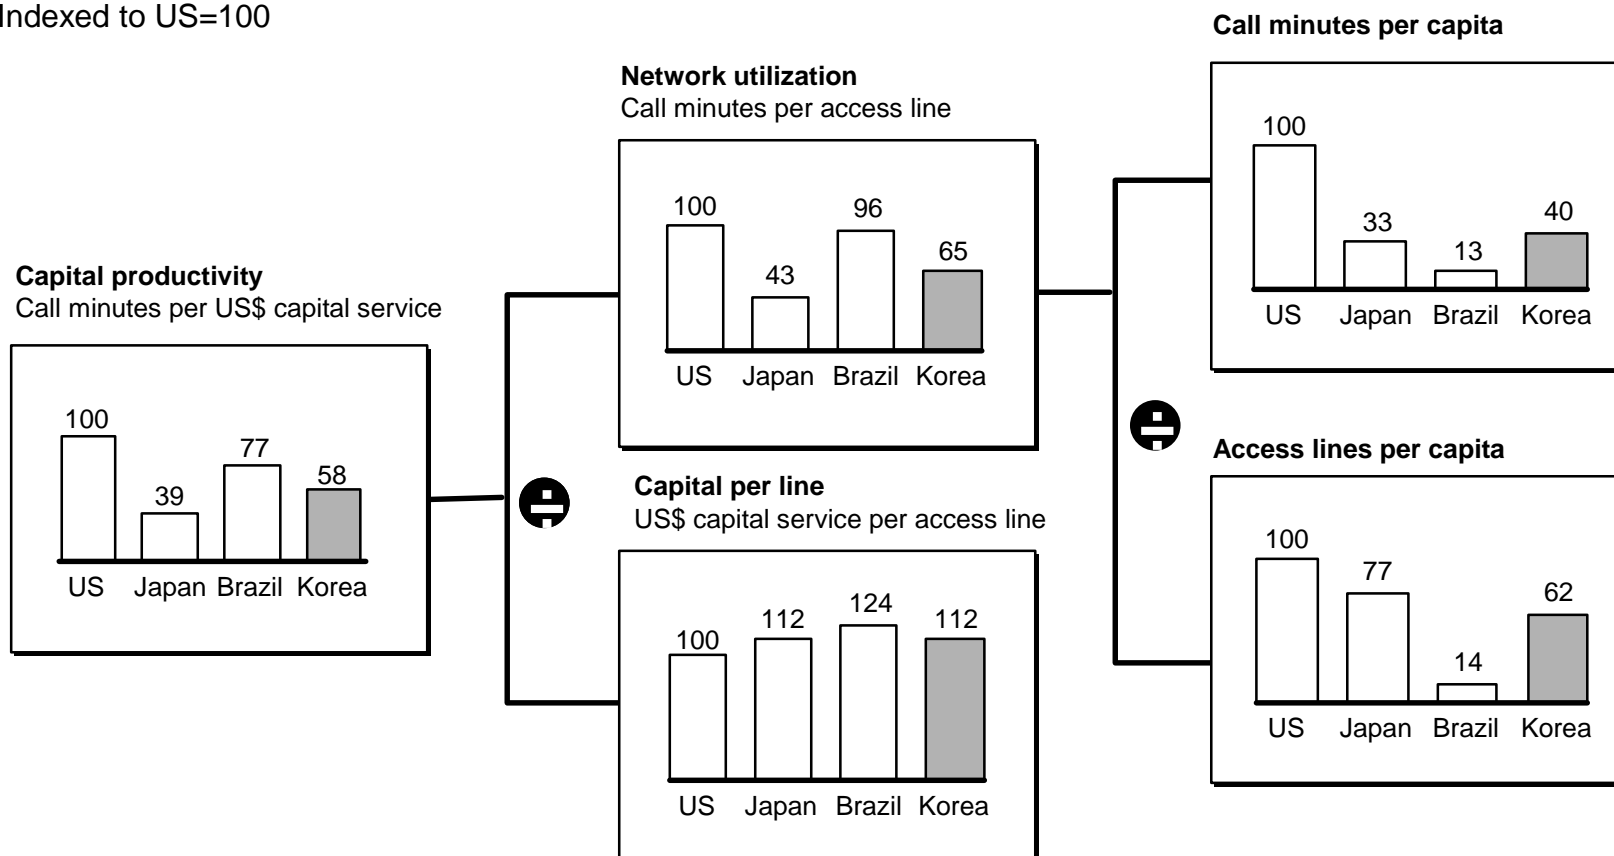 Indexed to US=100
Capital productivity
Call minutes per US$ capital service
100
39
77
58
US Japan Brazil Korea
Network utilization
Call minutes per access line
100
43
96
65
US Japan Brazil Korea
Capital per line
US$ capital service per access line
100
112
124
112
US Japan Brazil Korea
Call minutes per capita
100
33
13
40
US Japan Brazil Korea
Access lines per capita
100
77
14
62
US Japan Brazil Korea